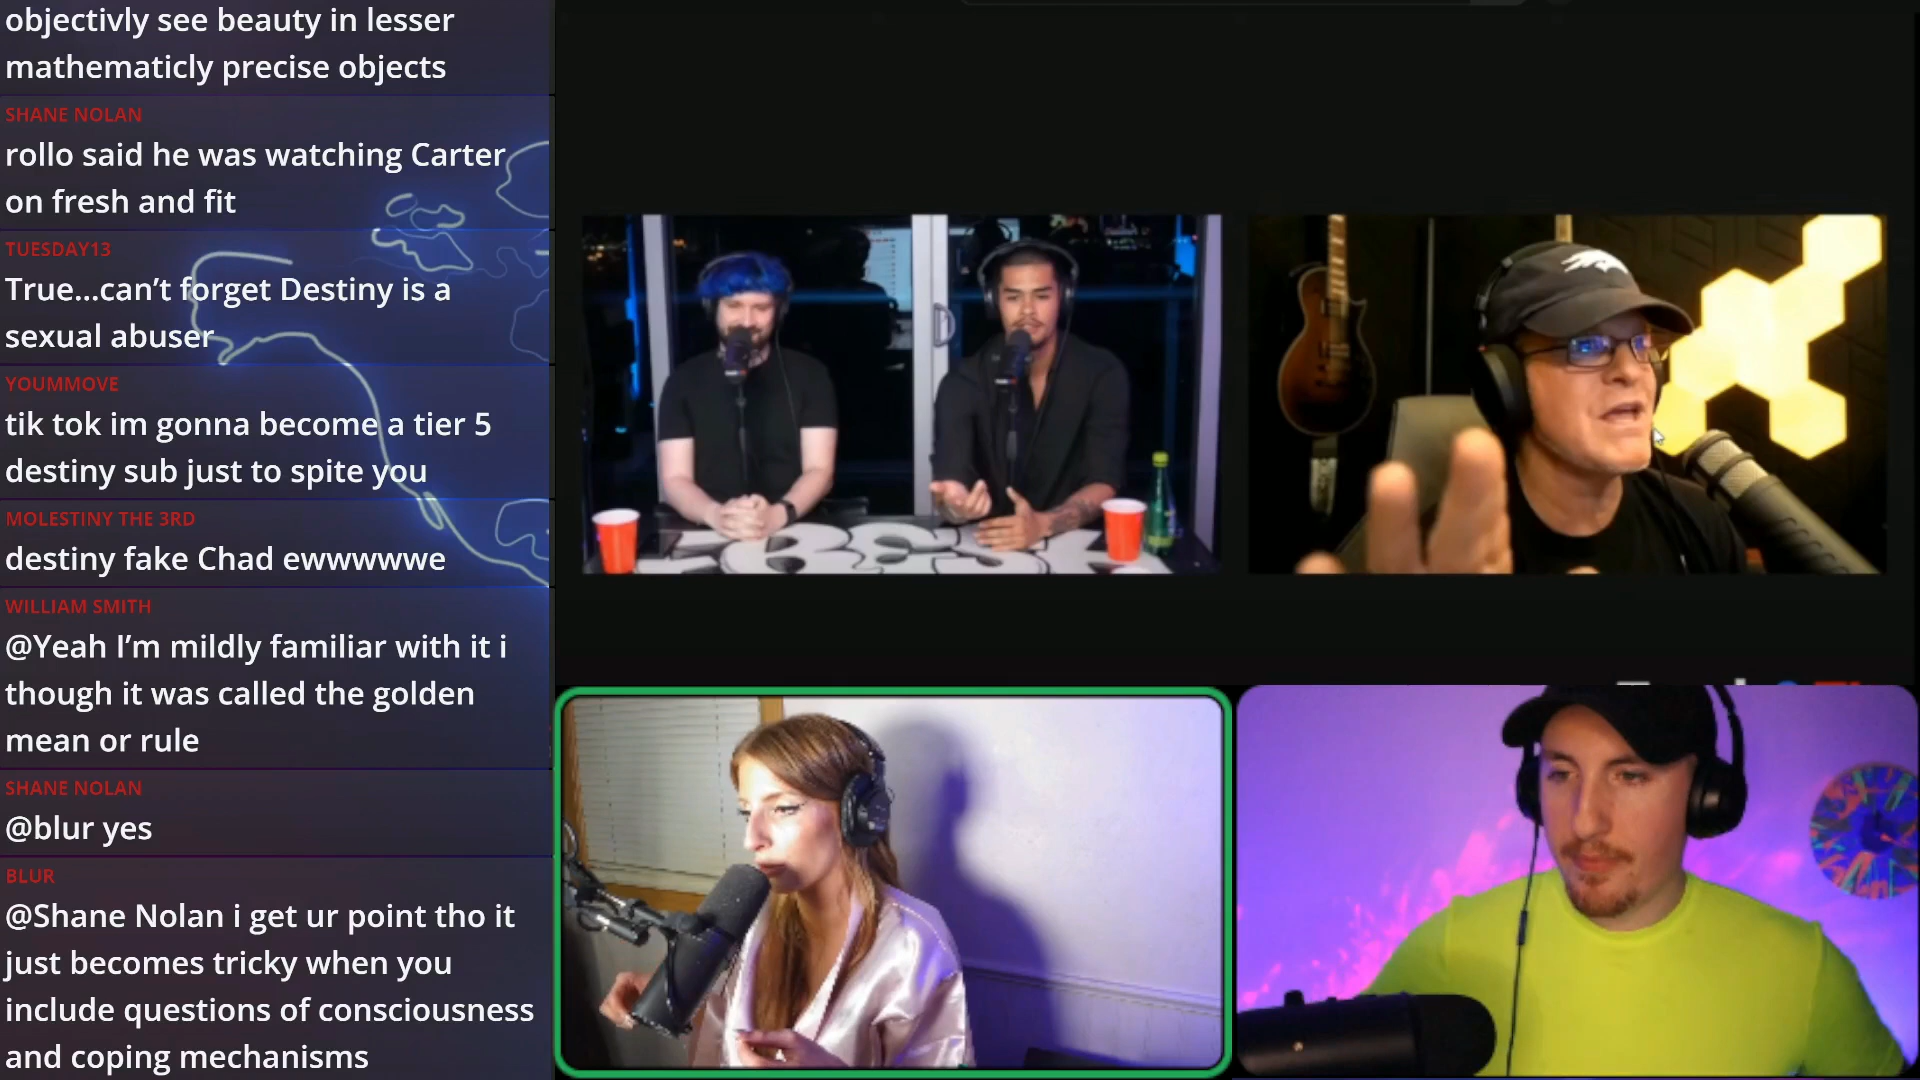 objectivly see beauty in lesser
mathematicly precise objects
SHANE NOLAN
rollo said he was watching Carter
on fresh and fit
TUESDAY13
True...can't forget Destiny is a
sexual abuser
YOUMMOVE
tik tok im gonna become a tier 5
destiny sub just to spite you
MOLESTINY THE 3RD
destiny fake Chad ewwwwwe
WILLIAM SMITH
@Yeah I'm mildly familiar with it i
though it was called the golden
mean or rule
SHANE NOLAN
@blur yes
BLUR
@Shane Nolan i get ur point tho it
just becomes tricky when you
include questions of consciousness
and coping mechanisms